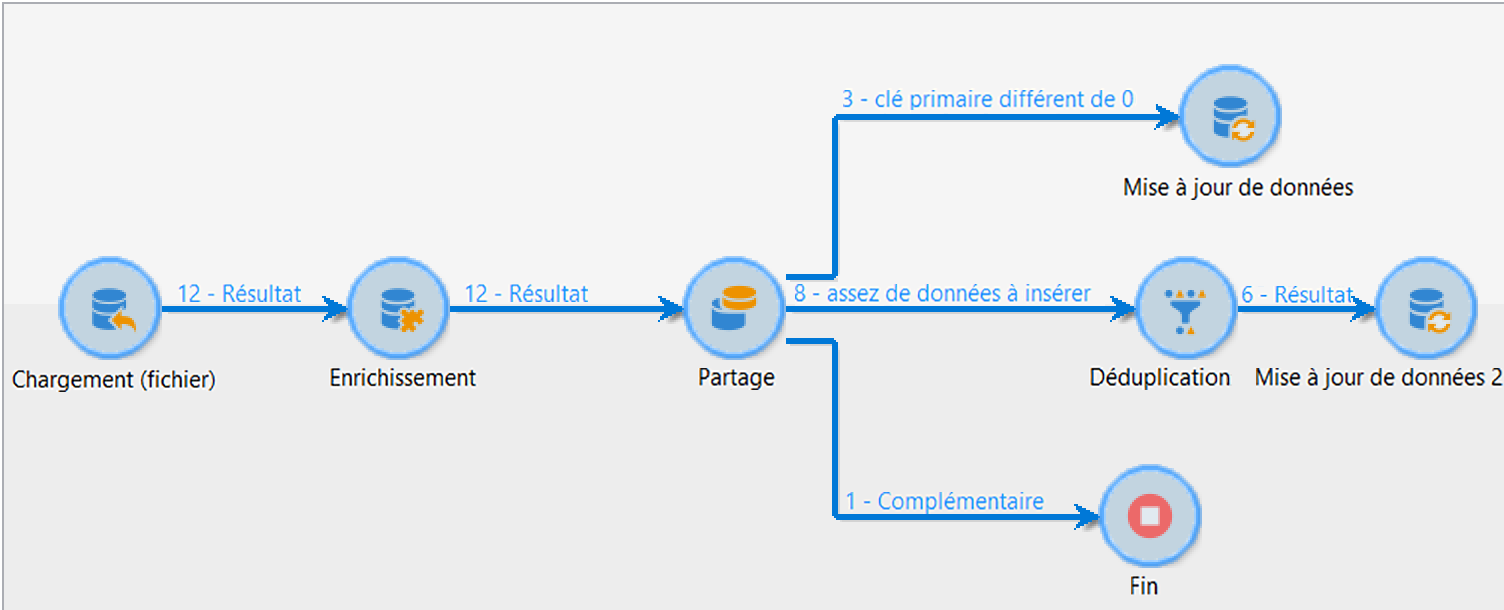 3 - clé primaire différent de 0
Mise à jour de données
12 - Résultat
12 - Résultat
8 - assez de données à insérer
6 - Résultat
Chargement (fichier)
Enrichissement
Partage
Déduplication
Mise à jour de données 2
1 - Complémentaire
Fin